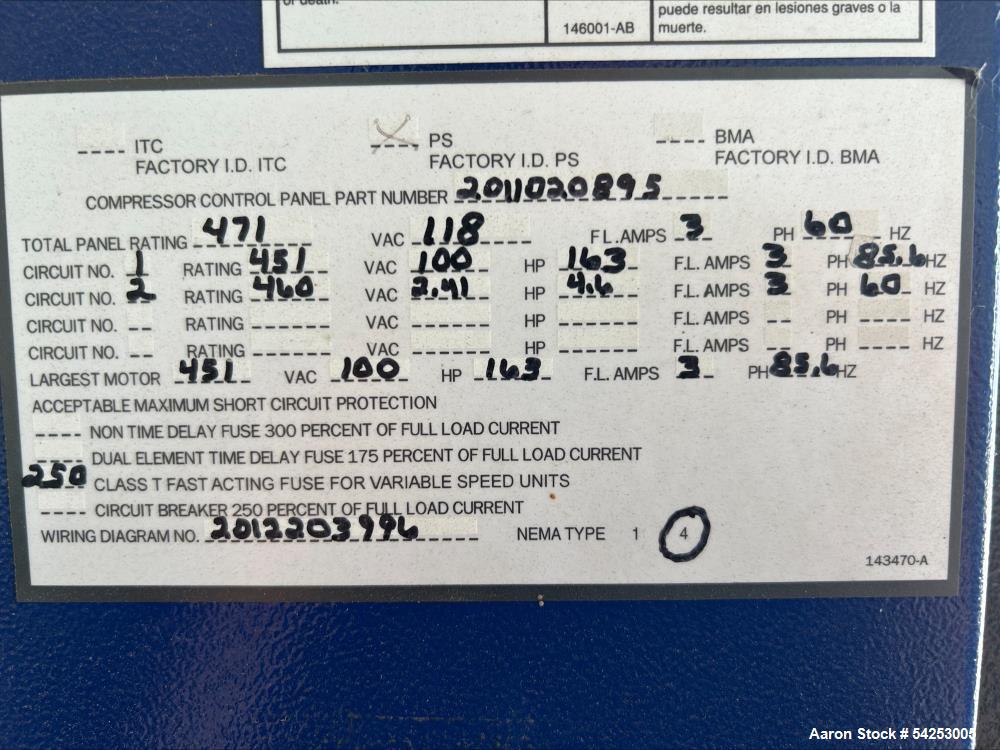 or death.
146001-AB
puede resultar en lesiones graves o la
muerte.
ITC PS BMA
FACTORY I.D. ITC FACTORY I.D. PS FACTORY I.D. BMA
COMPRESSOR CONTROL PANEL PART NUMBER 2011020895
TOTAL PANEL RATING 471 VAC 118 F L.AMPS 3 PH 60 HZ
CIRCUIT NO. 1 RATING 451 VAC 100 HP 163 F.L. AMPS 3 PH 85.6 HZ
CIRCUIT NO. 2 RATING 460 VAC 2.41 HP 4.6 F.L. AMPS 3 PH 60 HZ
CIRCUIT NO. RATING VAC HP F.L. AMPS PH HZ
CIRCUIT NO. RATING VAC HP F.L. AMPS PH HZ
LARGEST MOTOR 451 VAC 100 HP 163 F.L. AMPS 3 PH 85.6 HZ
ACCEPTABLE MAXIMUM SHORT CIRCUIT PROTECTION
NON TIME DELAY FUSE 300 PERCENT OF FULL LOAD CURRENT
DUAL ELEMENT TIME DELAY FUSE 175 PERCENT OF FULL LOAD CURRENT
250 CLASS T FAST ACTING FUSE FOR VARIABLE SPEED UNITS
CIRCUIT BREAKER 250 PERCENT OF FULL LOAD CURRENT
WIRING DIAGRAM NO. 2012203996 NEMA TYPE 1 4
143470-A
Aaron Stock # 54253005